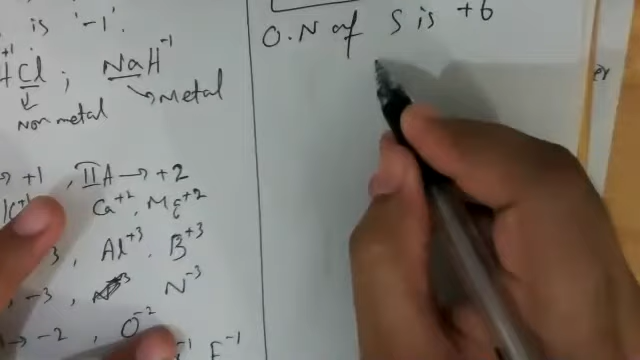 is '-1'.
HCl ; NaH⁻¹
Non metal
Metal
→ +1 , IIA → +2
Ca⁺² , Mg⁺²
3 , Al⁺³ . B⁺³
, -3 , N⁻³
→ -2 , O⁻²
⁻¹ F⁻¹
O.N of S is +6